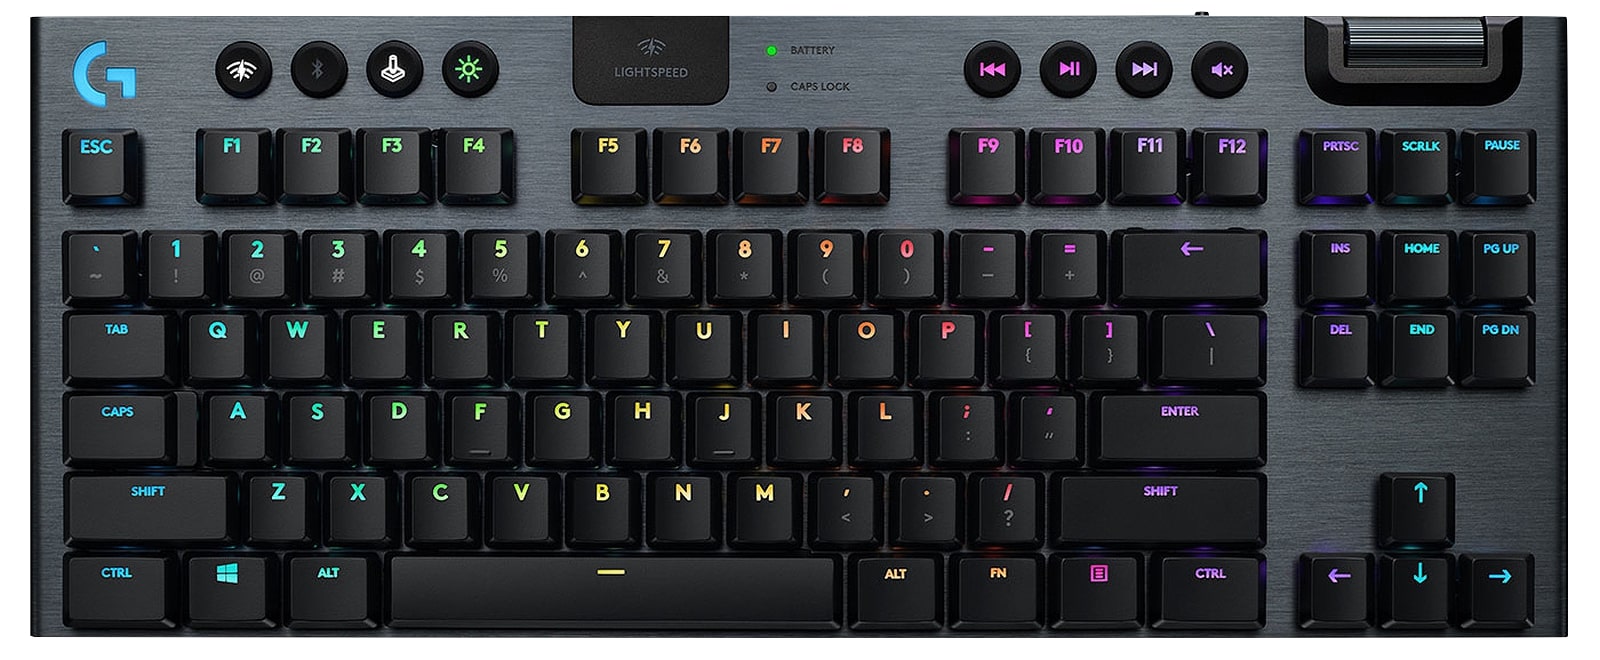 G
BATTERY
LIGHTSPEED
CAPS LOCK
ESC F1 F2 F3 F4 F5 F6 F7 F8 F9 F10 F11 F12 PRTSC SCRLK PAUSE
` 1 2 3 4 5 6 7 8 9 0 - = ← INS HOME PG UP
~ ! @ # $ % ^ & * ( ) _ +
TAB Q W E R T Y U I O P [ ] \ DEL END PG DN
{ } |
CAPS A S D F G H J K L ; ' ENTER
: "
SHIFT Z X C V B N M , . / SHIFT ↑
< > ?
CTRL ALT ALT FN CTRL ← ↓ →